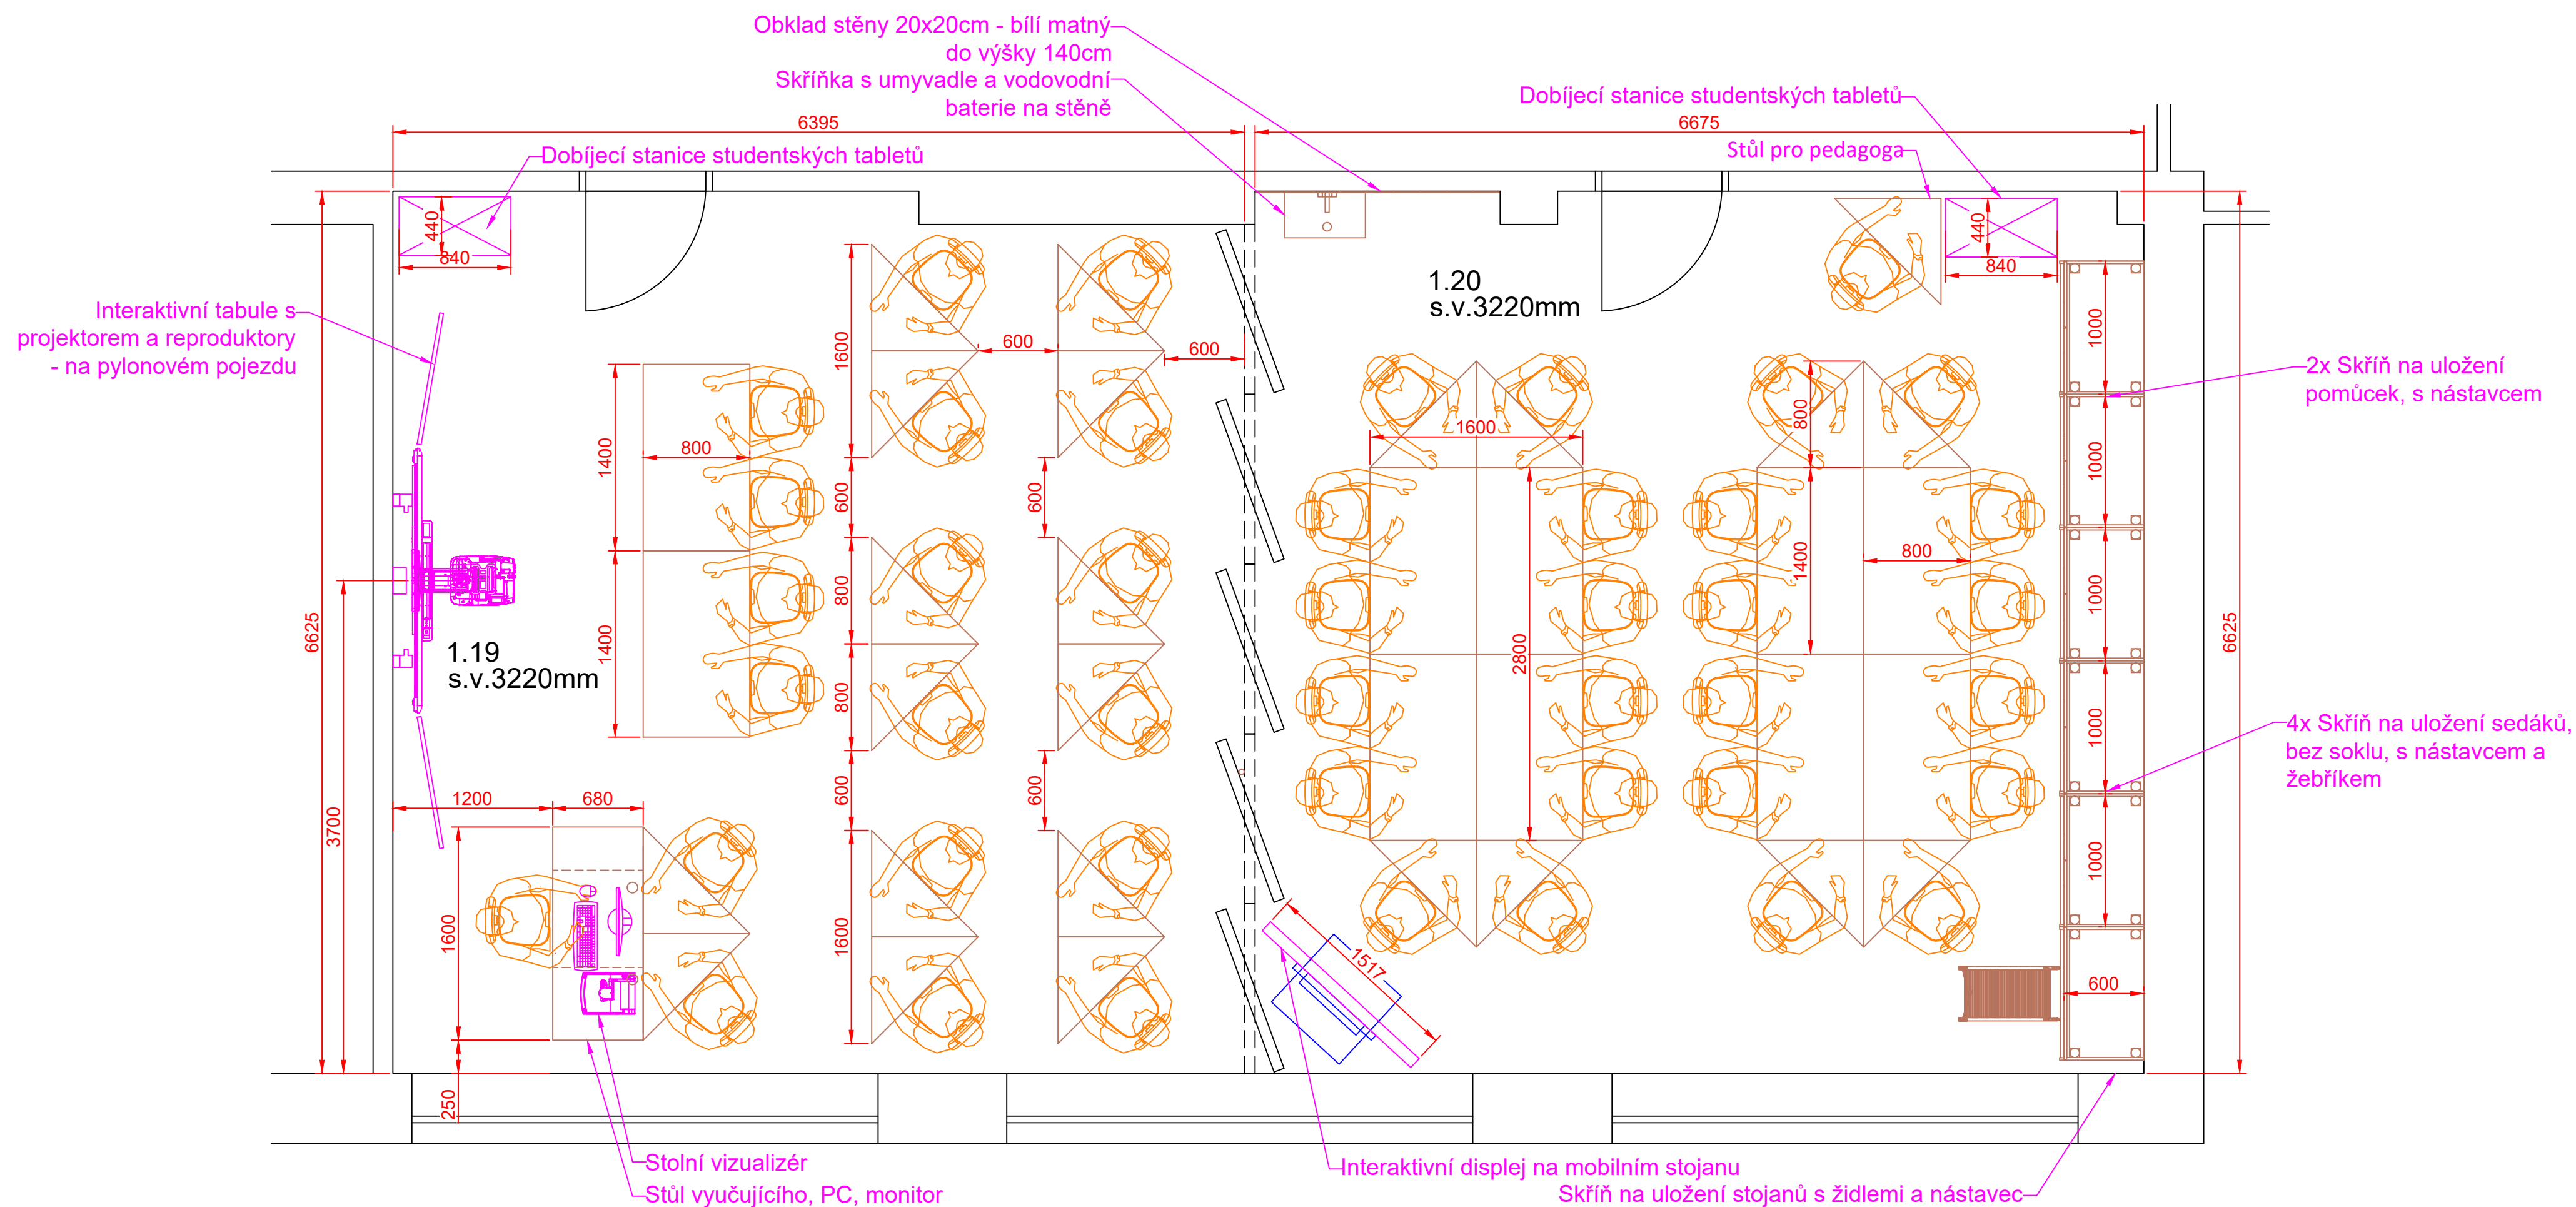 Obklad stěny 20x20cm - bílí matný
do výšky 140cm
Skříňka s umyvadle a vodovodní
baterie na stěně
Dobíjecí stanice studentských tabletů
6395
6675
Stůl pro pedagoga
Dobíjecí stanice studentských tabletů
440
840
440
840
1.20
s.v.3220mm
Interaktivní tabule s
projektorem a reproduktory
- na pylonovém pojezdu
1600
600
600
1000
2x Skříň na uložení
pomůcek, s nástavcem
800
1600
1400
800
600
600
1000
800
1400
800
1000
6625
1.19
s.v.3220mm
1400
800
2800
6625
1000
4x Skříň na uložení sedáků,
bez soklu, s nástavcem a
žebříkem
600
600
1200
680
3700
1000
1600
1600
1517
600
250
Stolní vizualizér
Stůl vyučujícího, PC, monitor
Interaktivní displej na mobilním stojanu
Skříň na uložení stojanů s židlemi a nástavec